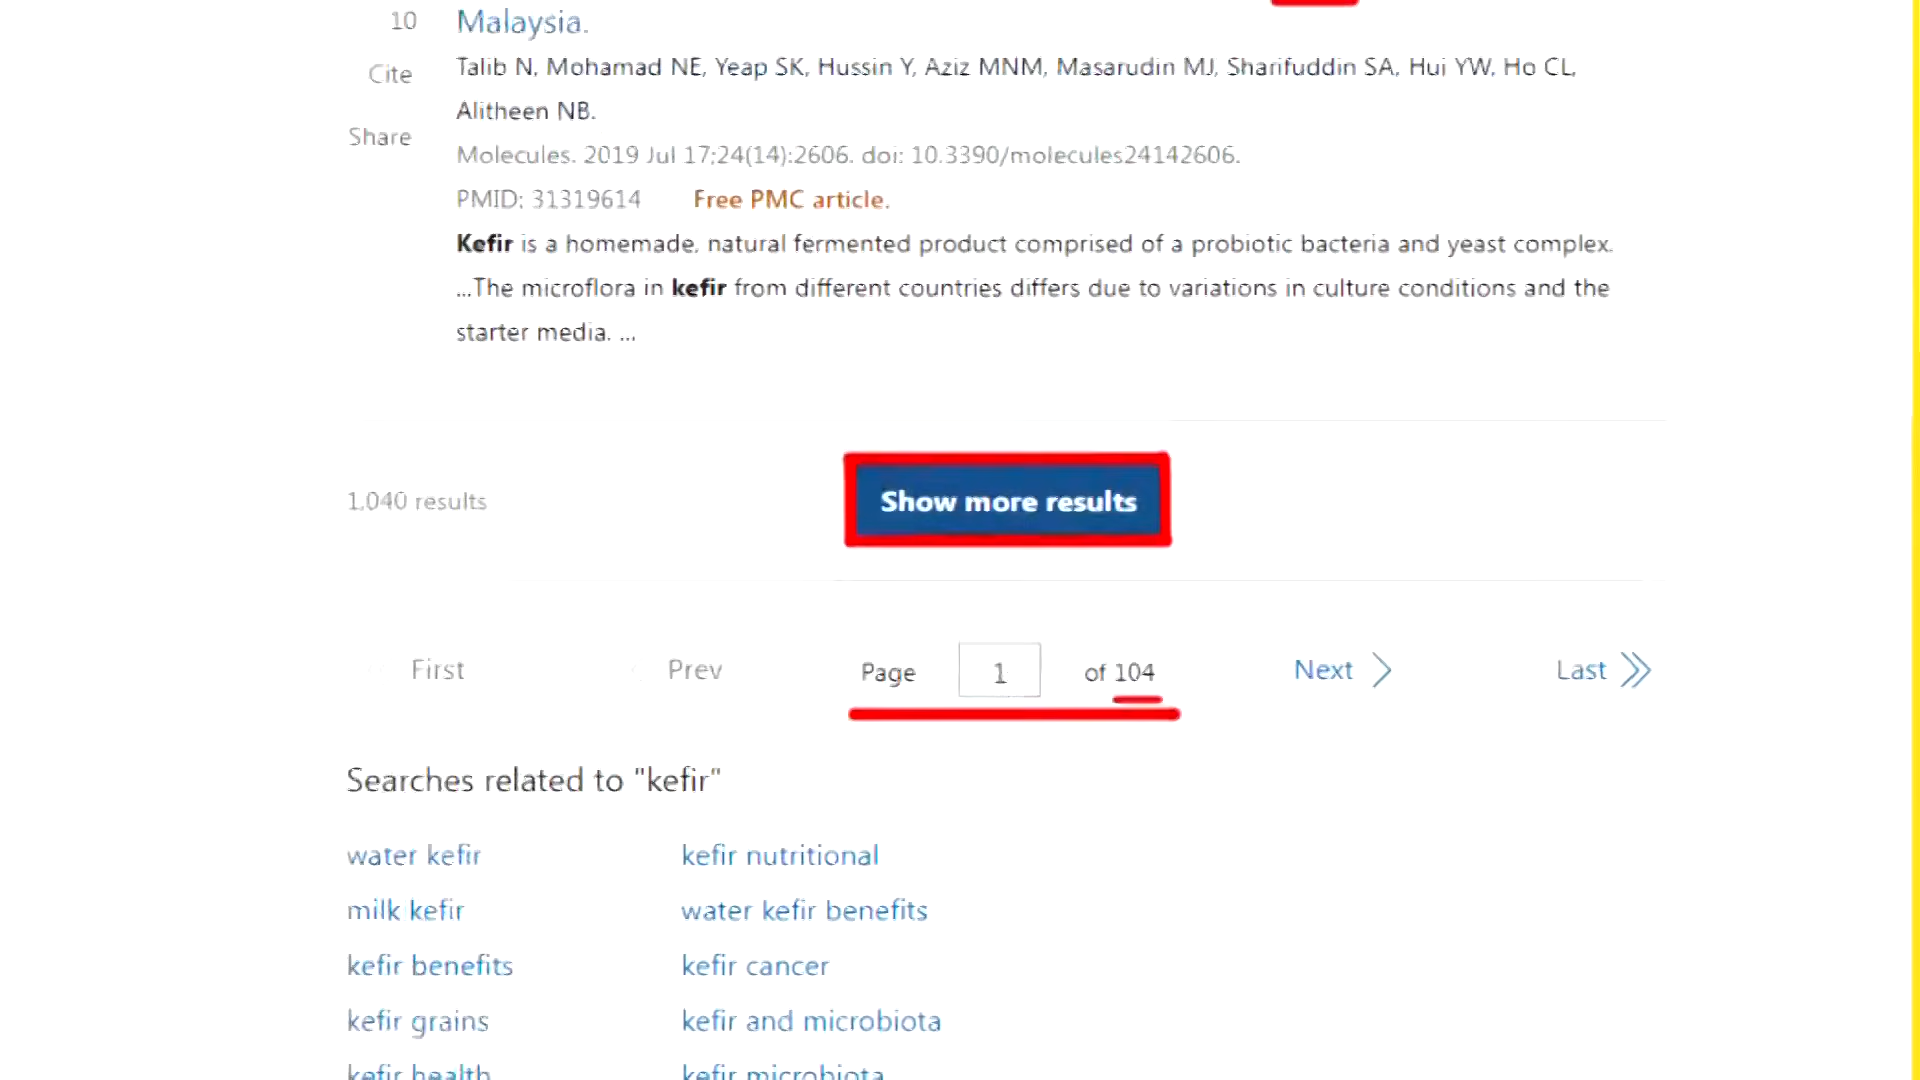 10 Malaysia.
Cite Talib N, Mohamad NE, Yeap SK, Hussin Y, Aziz MNM, Masarudin MJ, Sharifuddin SA, Hui YW, Ho CL,
Alitheen NB.
Share
Molecules. 2019 Jul 17;24(14):2606. doi: 10.3390/molecules24142606.
PMID: 31319614 Free PMC article.
Kefir is a homemade, natural fermented product comprised of a probiotic bacteria and yeast complex.
...The microflora in kefir from different countries differs due to variations in culture conditions and the
starter media. ...
1,040 results Show more results
First Prev Page 1 of 104 Next Last
Searches related to "kefir"
water kefir kefir nutritional
milk kefir water kefir benefits
kefir benefits kefir cancer
kefir grains kefir and microbiota
kefir health kefir microbiota